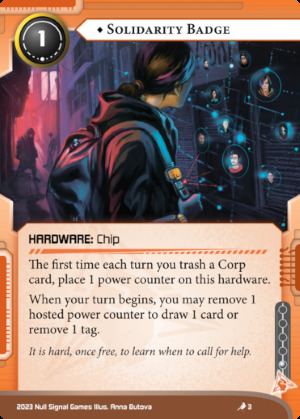 1
♦ Solidarity Badge
HARDWARE: Chip
The first time each turn you trash a Corp
card, place 1 power counter on this hardware.
When your turn begins, you may remove 1
hosted power counter to draw 1 card or
remove 1 tag.
It is hard, once free, to learn when to call for help.
2023 Null Signal Games Illus. Anna Butova
3